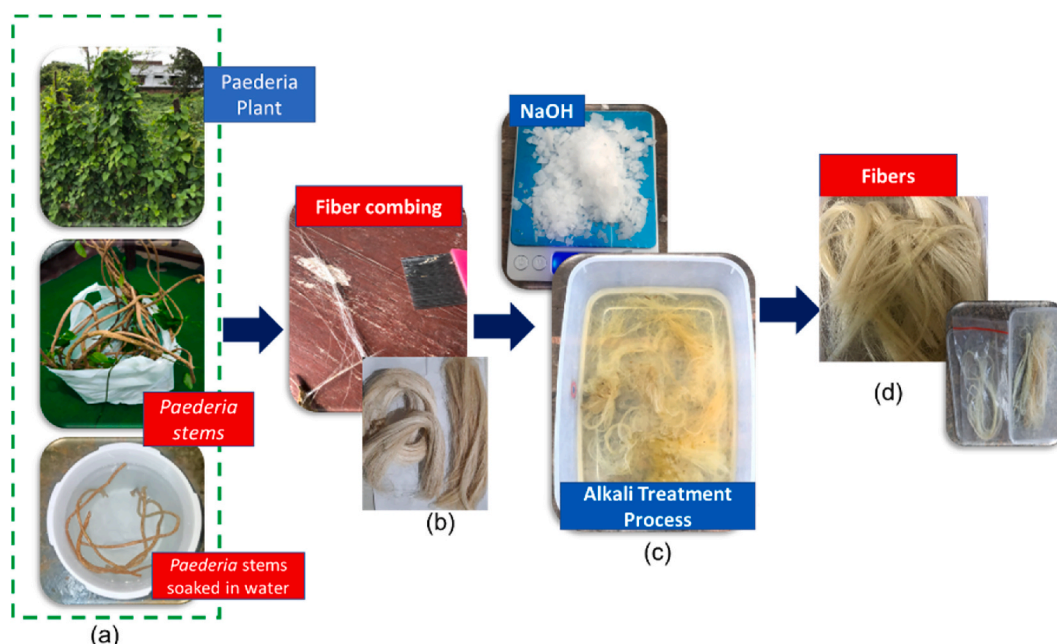 Paederia
Plant
Paederia
stems
Paederia stems
soaked in water
(a)
Fiber combing
(b)
NaOH
Alkali Treatment
Process
(c)
Fibers
(d)